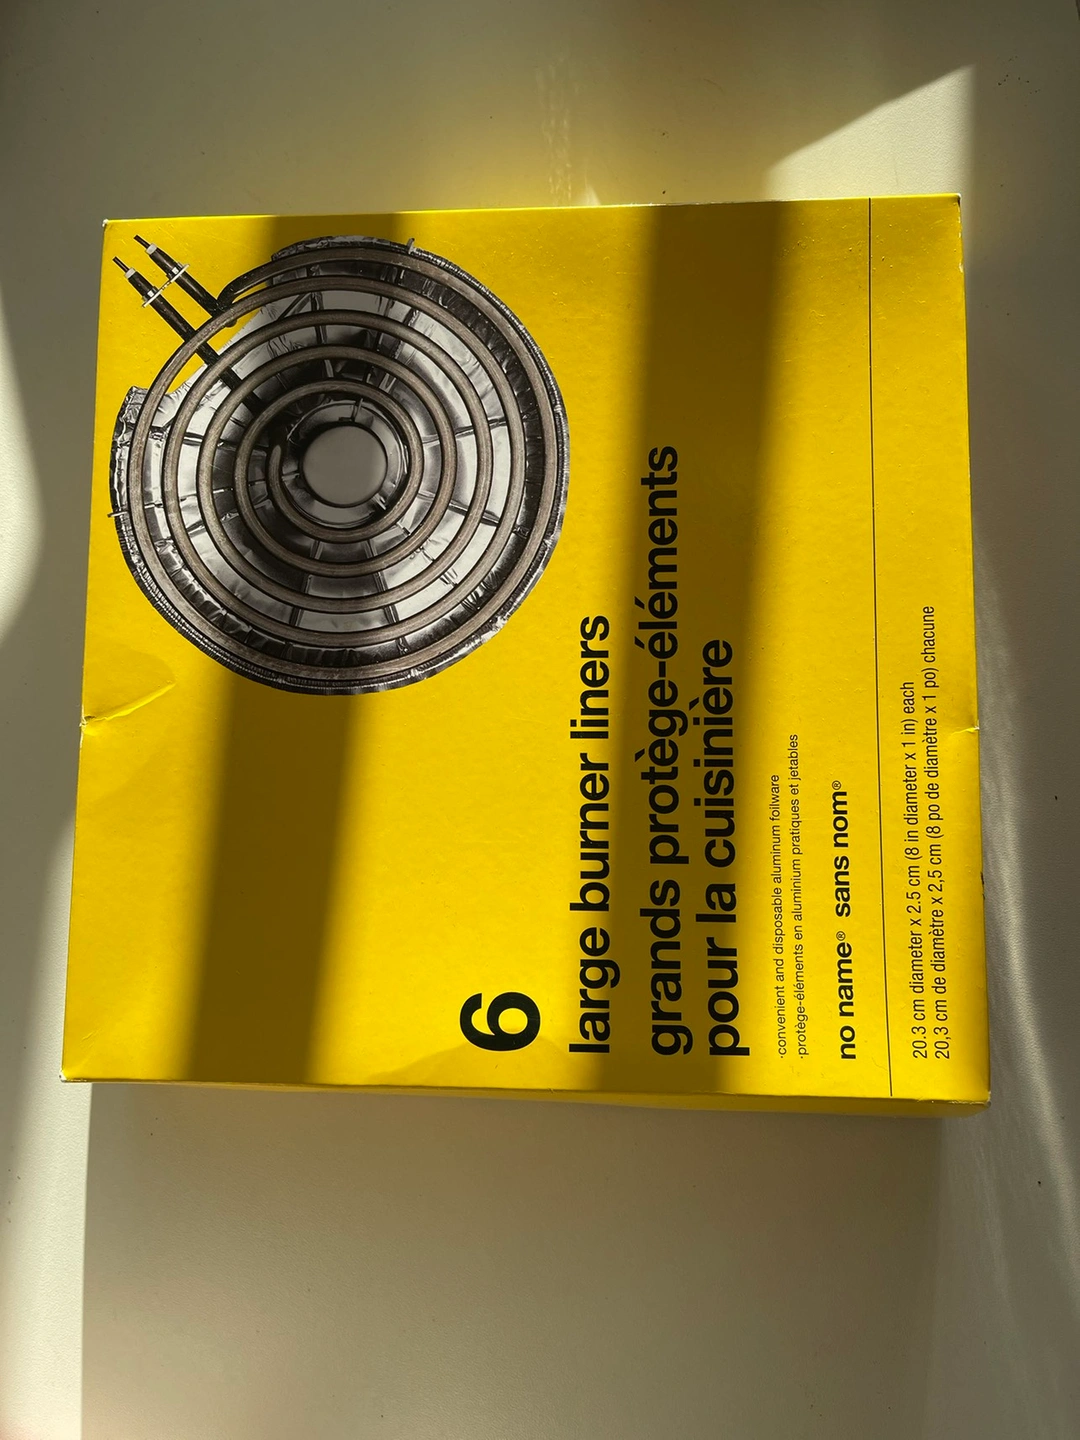 6
large burner liners
grands protège-éléments
pour la cuisinière
·convenient and disposable aluminum foilware
·protège-éléments en aluminium pratiques et jetables
no name® sans nom®
20.3 cm diameter x 2.5 cm (8 in diameter x 1 in) each
20,3 cm de diamètre x 2,5 cm (8 po de diamètre x 1 po) chacune